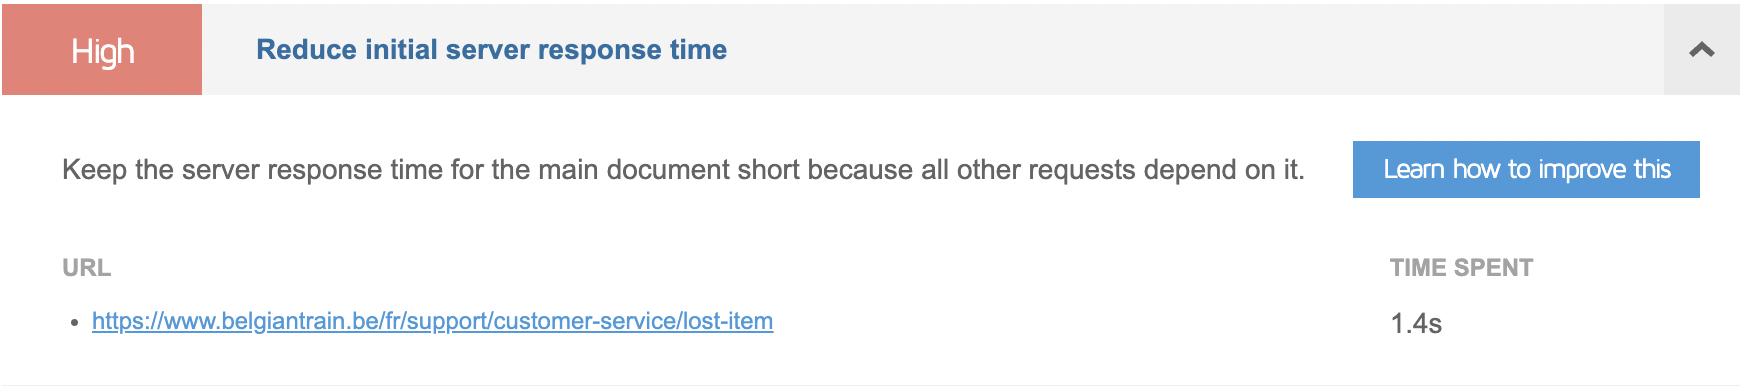 High
Reduce initial server response time
Keep the server response time for the main document short because all other requests depend on it.
Learn how to improve this
URL
TIME SPENT
• https://www.belgiantrain.be/fr/support/customer-service/lost-item
1.4s